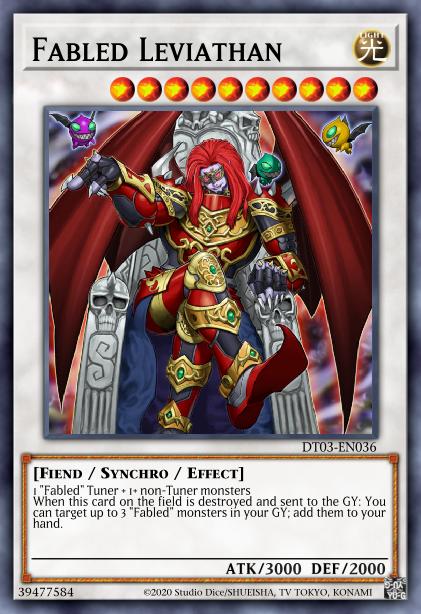 FABLED LEVIATHAN
LIGHT
光
DT03-EN036
[FIEND / SYNCHRO / EFFECT]
1 "Fabled" Tuner + 1+ non-Tuner monsters
When this card on the field is destroyed and sent to the GY: You
can target up to 3 "Fabled" monsters in your GY; add them to your
hand.
ATK/3000 DEF/2000
39477584
©2020 Studio Dice/SHUEISHA, TV TOKYO, KONAMI